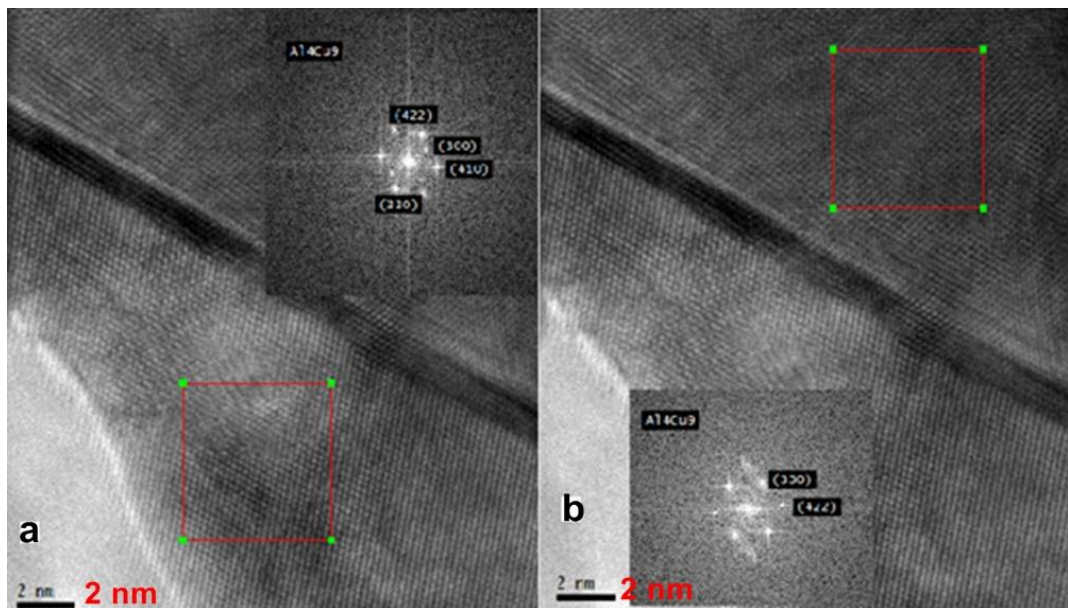 Al4Cu9
(422)
(300)
(410)
(330)
a
2 nm
2 nm
Al4Cu9
(330)
(422)
b
2 nm
2 nm